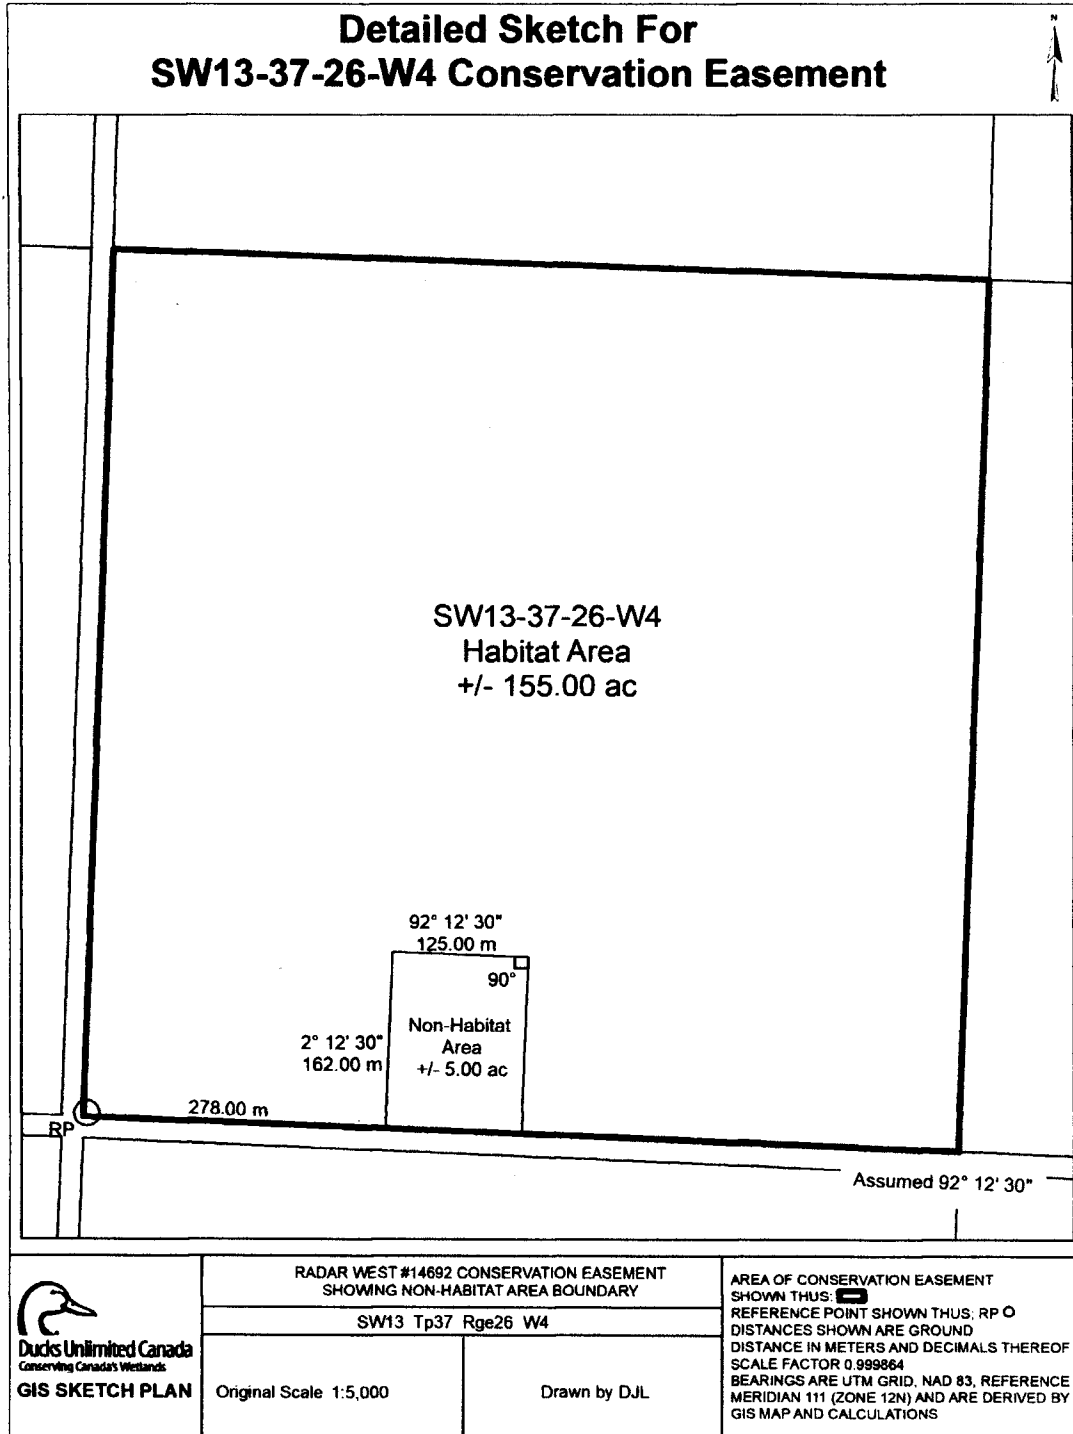 Detailed Sketch For
SW13-37-26-W4 Conservation Easement
N
SW13-37-26-W4
Habitat Area
+/- 155.00 ac
92° 12' 30"
125.00 m
90°
Non-Habitat
Area
+/- 5.00 ac
2° 12' 30"
162.00 m
278.00 m
RP
Assumed 92° 12' 30"
Ducks Unlimited Canada
Conserving Canada's Wetlands
GIS SKETCH PLAN
RADAR WEST #14692 CONSERVATION EASEMENT
SHOWING NON-HABITAT AREA BOUNDARY
SW13 Tp37 Rge26 W4
Original Scale 1:5,000
Drawn by DJL
AREA OF CONSERVATION EASEMENT
SHOWN THUS:
REFERENCE POINT SHOWN THUS; RP O
DISTANCES SHOWN ARE GROUND
DISTANCE IN METERS AND DECIMALS THEREOF
SCALE FACTOR 0.999864
BEARINGS ARE UTM GRID, NAD 83, REFERENCE
MERIDIAN 111 (ZONE 12N) AND ARE DERIVED BY
GIS MAP AND CALCULATIONS